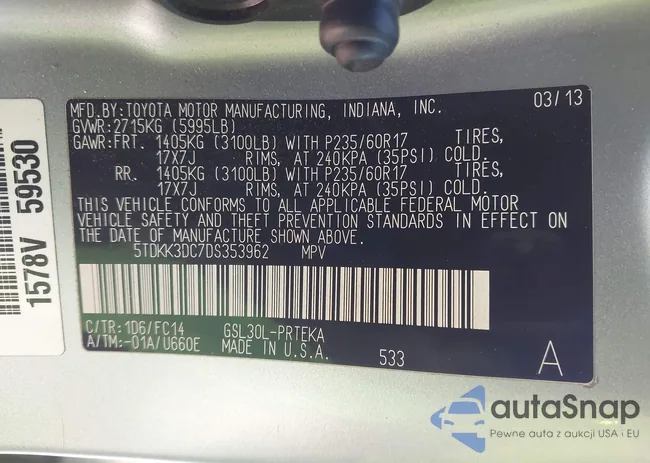 MFD.BY:TOYOTA MOTOR MANUFACTURING, INDIANA, INC. 03/13
GVWR:2715KG (5995LB)
GAWR:FRT. 1405KG (3100LB) WITH P235/60R17 TIRES,
17X7J RIMS, AT 240KPA (35PSI) COLD.
RR. 1405KG (3100LB) WITH P235/60R17 TIRES,
17X7J RIMS, AT 240KPA (35PSI) COLD.
THIS VEHICLE CONFORMS TO ALL APPLICABLE FEDERAL MOTOR
VEHICLE SAFETY AND THEFT PREVENTION STANDARDS IN EFFECT ON
THE DATE OF MANUFACTURE SHOWN ABOVE.
5TDKK3DC7DS353962 MPV
C/TR:1D6/FC14 GSL30L-PRTEKA
A/TM:-01A/U660E MADE IN U.S.A. 533 A
1578V 59530
autoSnap
Pewne auta z aukcji USA i EU